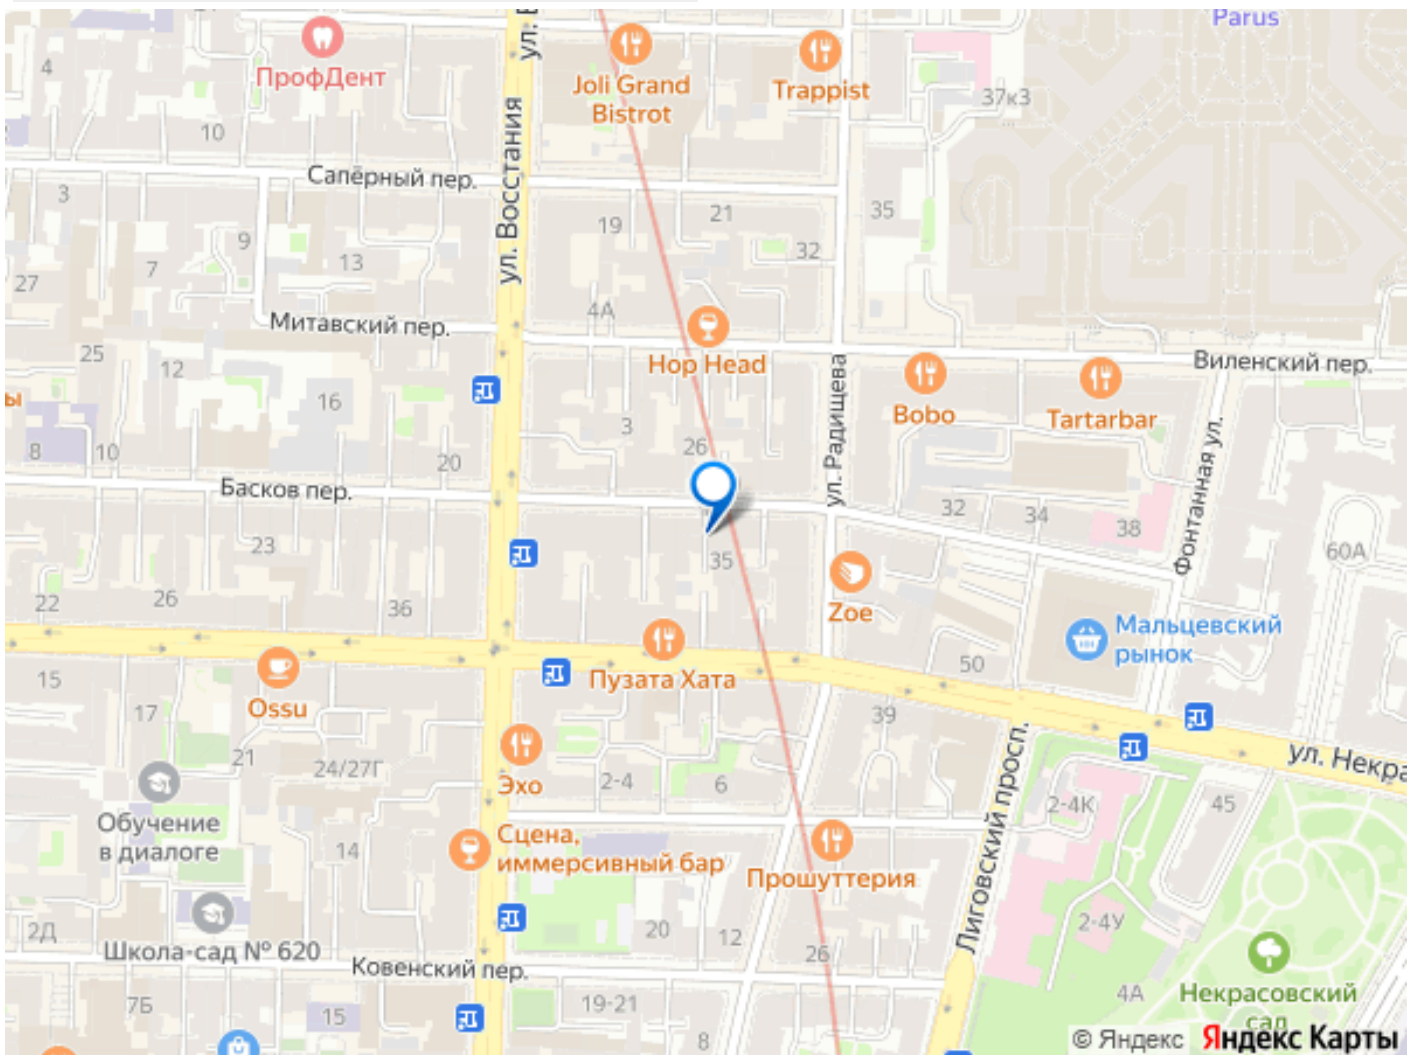 Parus
ул. В
ПрофДент
Joli Grand
Bistrot
Trappist
4
37к3
10
ул. Восстания
Сапёрный пер.
3
19
21
35
9
13
32
7
27
4А
Митавский пер.
Hop Head
Виленский пер.
25
12
Bobo
Tartarbar
ул. Радищева
ы
16
3
26
8
10
20
Басков пер.
32
34
38
Фонтанная ул.
23
35
60А
22
26
36
Zoe
Мальцевский
рынок
15
Пузата Хата
50
Ossu
17
39
21
24/27Г
Эхо
2-4
6
ул. Некра
Лиговский просп.
2-4К
45
Обучение
в диалоге
14
Сцена,
иммерсивный бар
Прошуттерия
2Д
Школа-сад № 620
20
12
26
2-4У
Ковенский пер.
7Б
15
19-21
8
4А
Некрасовский
сад
© Яндекс Яндекс Карты